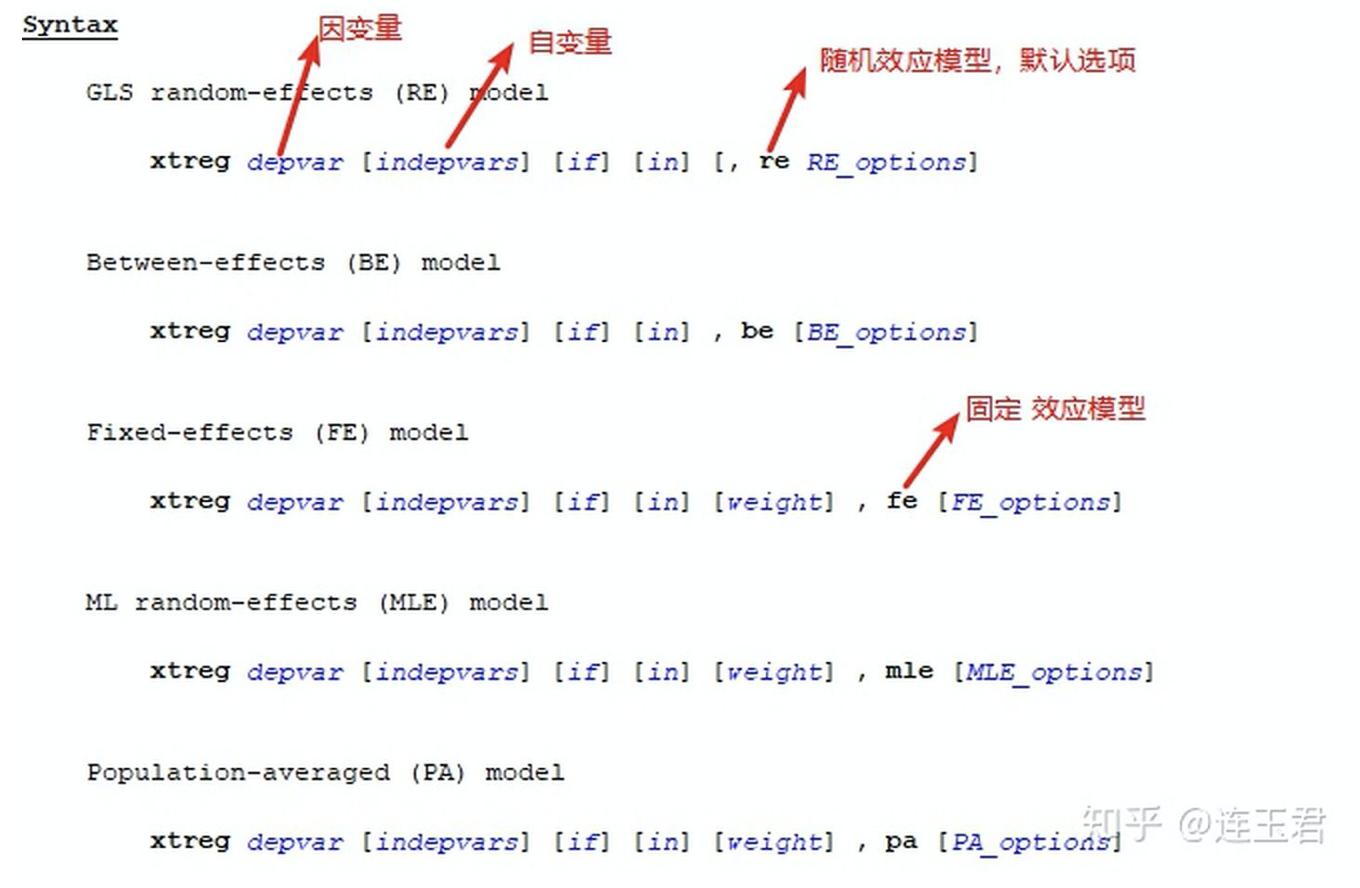 Syntax
因变量
自变量
随机效应模型，默认选项
GLS random-effects (RE) model
xtreg depvar [indepvars] [if] [in] [, re RE_options]
Between-effects (BE) model
xtreg depvar [indepvars] [if] [in] , be [BE_options]
固定 效应模型
Fixed-effects (FE) model
xtreg depvar [indepvars] [if] [in] [weight] , fe [FE_options]
ML random-effects (MLE) model
xtreg depvar [indepvars] [if] [in] [weight] , mle [MLE_options]
Population-averaged (PA) model
xtreg depvar [indepvars] [if] [in] [weight] , pa [PA_options]
知乎 @连玉君